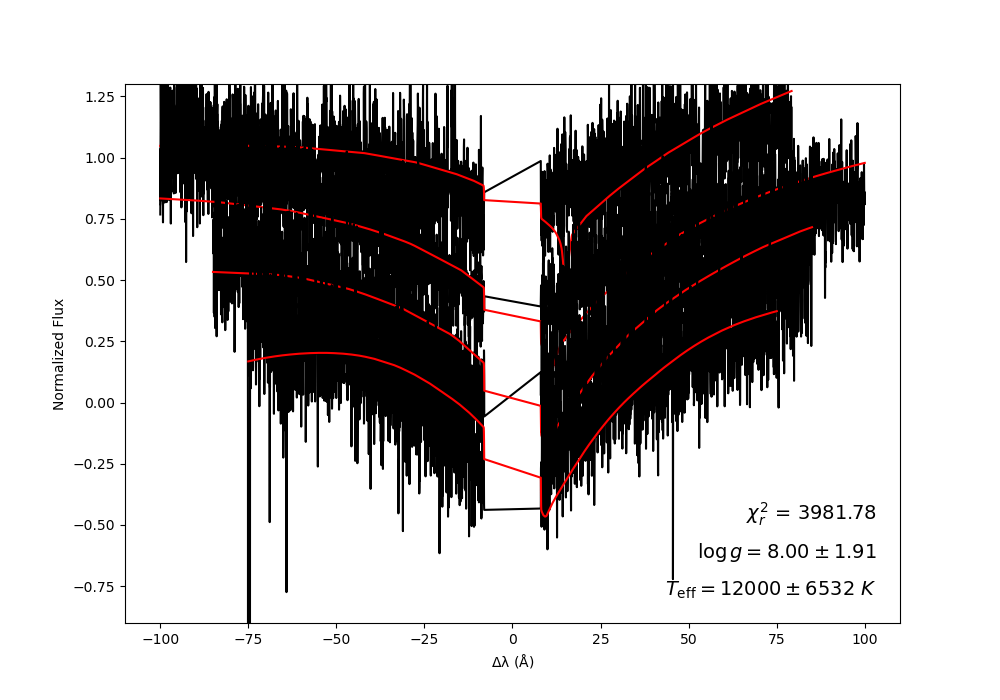 1.25
1.00
0.75
0.50
0.25
0.00
−0.25
−0.50
−0.75
Normalized Flux
χ²ᵣ = 3981.78
log g = 8.00 ± 1.91
T_eff = 12000 ± 6532 K
−100 −75 −50 −25 0 25 50 75 100
Δλ (Å)